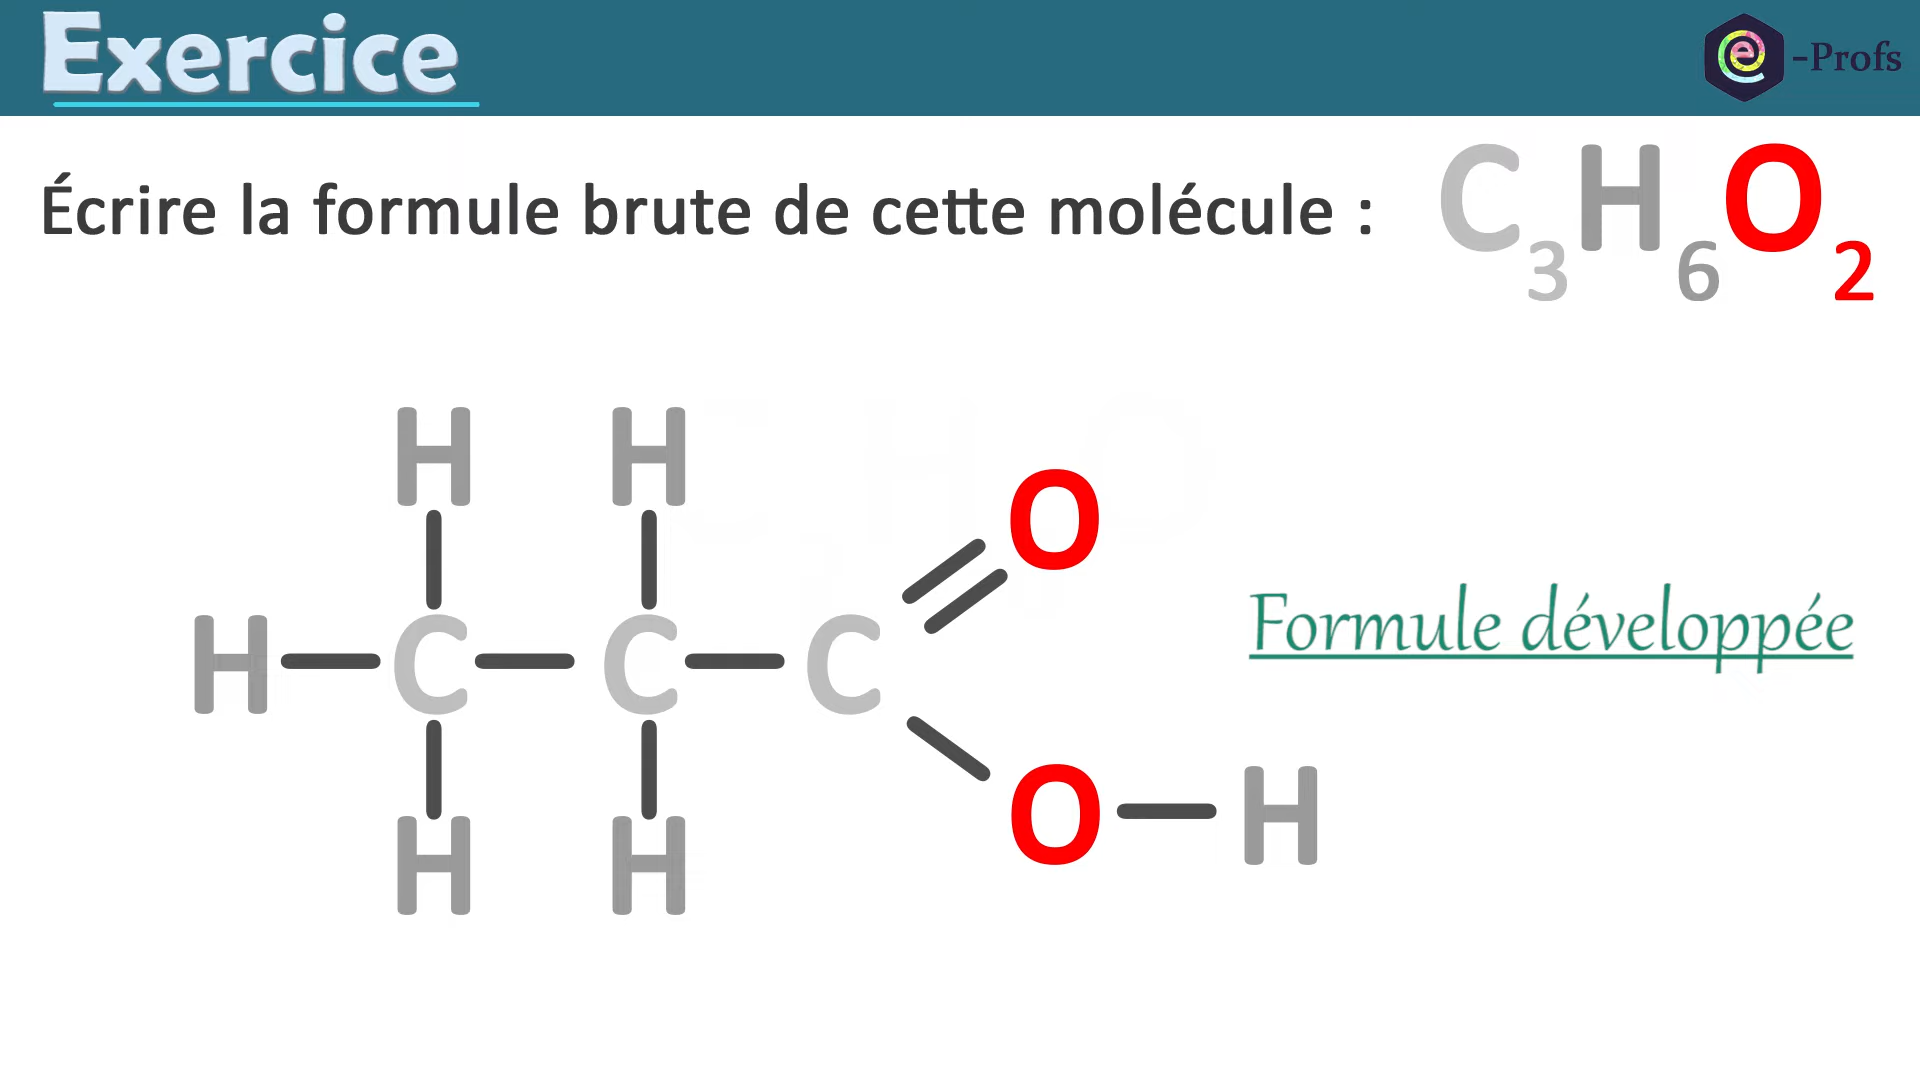 Exercice
e-Profs
Écrire la formule brute de cette molécule : C3H6O2
H H
O
H C C C
Formule développée
O H
H H